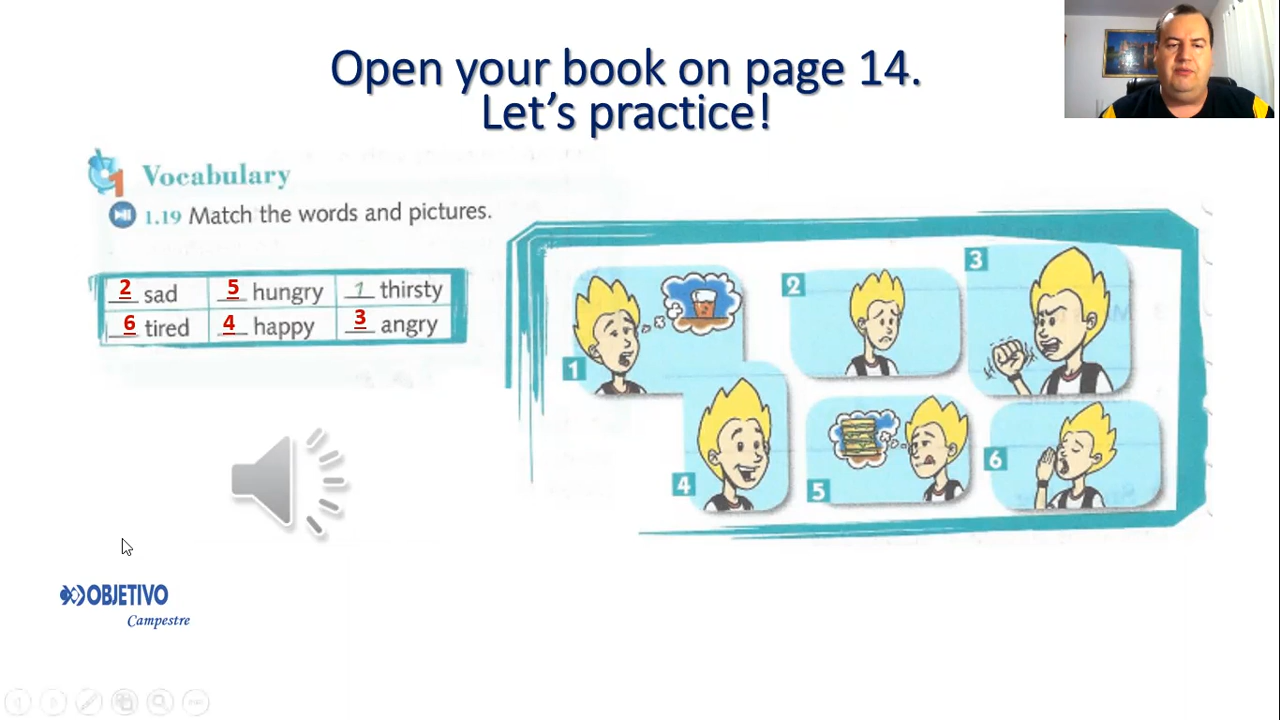 Open your book on page 14.
Let's practice!
1 Vocabulary
1.19 Match the words and pictures.
2 sad 5 hungry 1 thirsty
6 tired 4 happy 3 angry
1
2
3
4
5
6
OBJETIVO
Campestre